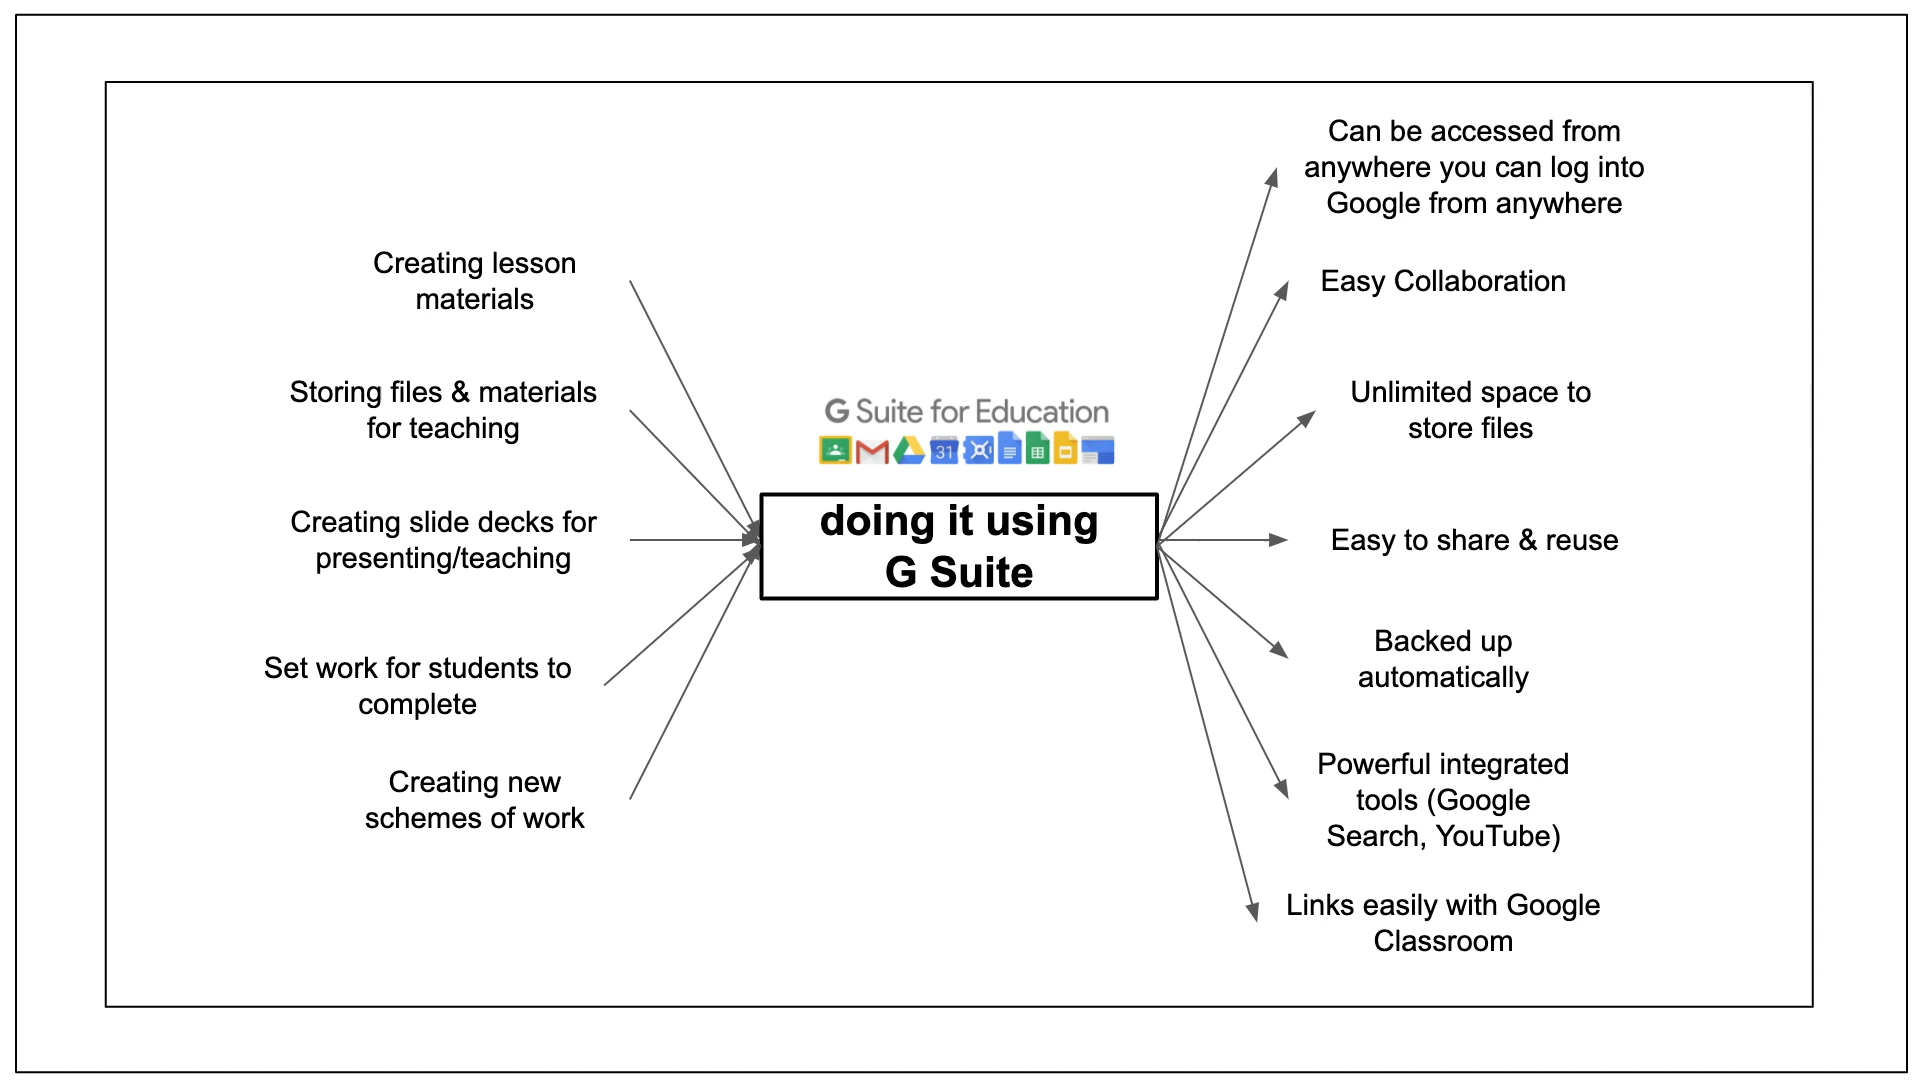 Creating lesson
materials
Storing files & materials
for teaching
Creating slide decks for
presenting/teaching
Set work for students to
complete
Creating new
schemes of work
G Suite for Education
31
doing it using
G Suite
Can be accessed from
anywhere you can log into
Google from anywhere
Easy Collaboration
Unlimited space to
store files
Easy to share & reuse
Backed up
automatically
Powerful integrated
tools (Google
Search, YouTube)
Links easily with Google
Classroom